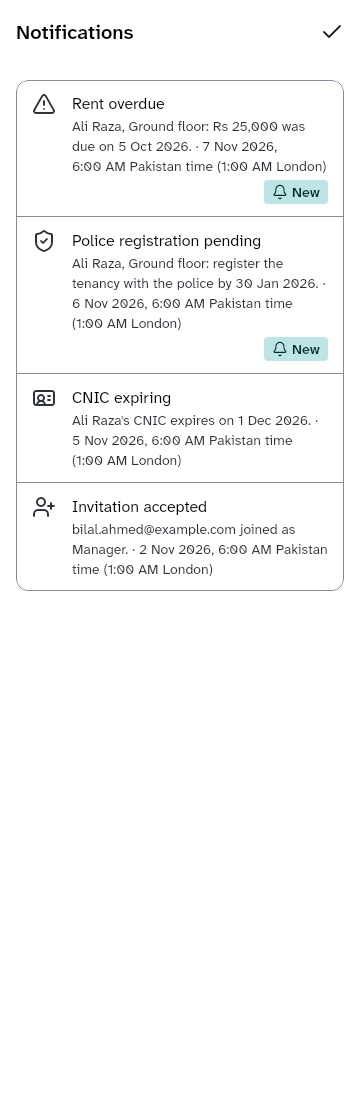 Notifications
Rent overdue
Ali Raza, Ground floor: Rs 25,000 was
due on 5 Oct 2026. · 7 Nov 2026,
6:00 AM Pakistan time (1:00 AM London)
New
Police registration pending
Ali Raza, Ground floor: register the
tenancy with the police by 30 Jan 2026. ·
6 Nov 2026, 6:00 AM Pakistan time
(1:00 AM London)
New
CNIC expiring
Ali Raza's CNIC expires on 1 Dec 2026. ·
5 Nov 2026, 6:00 AM Pakistan time
(1:00 AM London)
Invitation accepted
bilal.ahmed@example.com joined as
Manager. · 2 Nov 2026, 6:00 AM Pakistan
time (1:00 AM London)